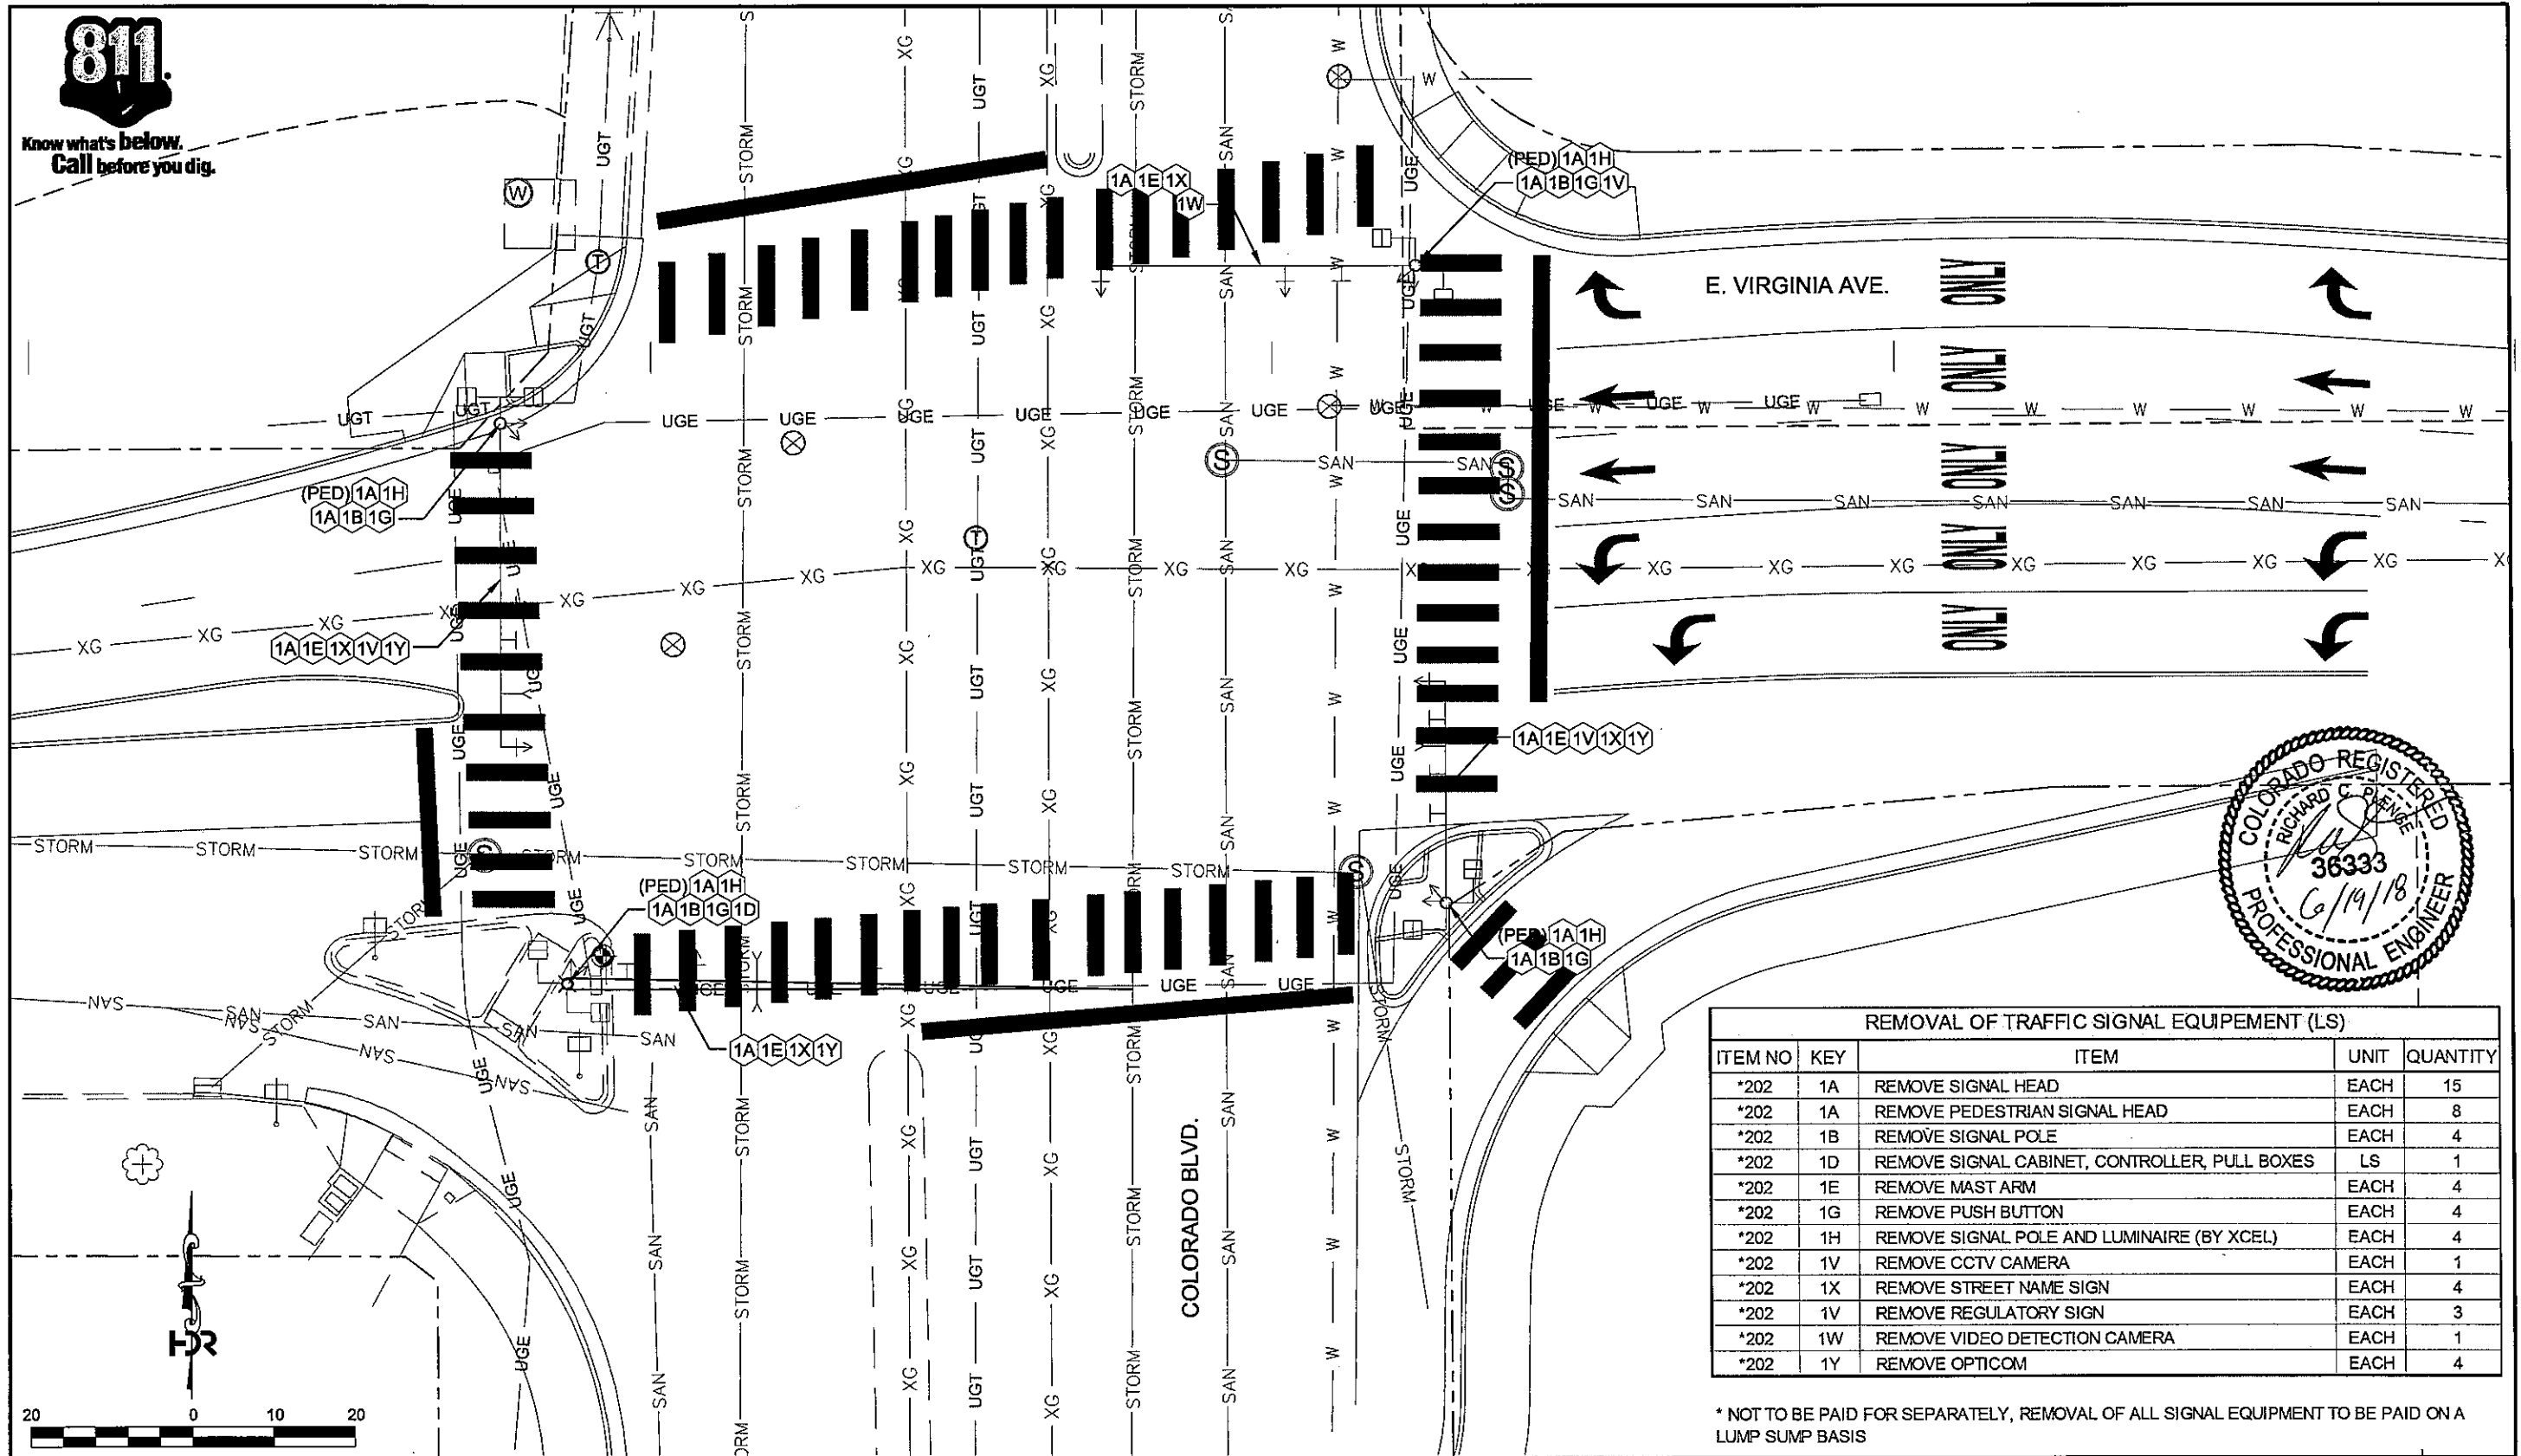 811.
Know what's below.
Call before you dig.
(PED) 1A 1H
1A 1B 1G 1V
1A 1E 1X
1W
E. VIRGINIA AVE.
ONLY
ONLY
ONLY
ONLY
ONLY
(PED) 1A 1H
1A 1B 1G
1A 1E 1X 1V 1Y
1A 1E 1V 1X 1Y
(PED) 1A 1H
1A 1B 1G 1D
(PED) 1A 1H
1A 1B 1G
1A 1E 1X 1Y
COLORADO BLVD.
UGT
UGE
XG
STORM
SAN
W
T
S
COLORADO REGISTERED
RICHARD C. PLENGE
36333
6/19/18
PROFESSIONAL ENGINEER
REMOVAL OF TRAFFIC SIGNAL EQUIPEMENT (LS)
ITEM NO KEY ITEM UNIT QUANTITY
*202 1A REMOVE SIGNAL HEAD EACH 15
*202 1A REMOVE PEDESTRIAN SIGNAL HEAD EACH 8
*202 1B REMOVE SIGNAL POLE EACH 4
*202 1D REMOVE SIGNAL CABINET, CONTROLLER, PULL BOXES LS 1
*202 1E REMOVE MAST ARM EACH 4
*202 1G REMOVE PUSH BUTTON EACH 4
*202 1H REMOVE SIGNAL POLE AND LUMINAIRE (BY XCEL) EACH 4
*202 1V REMOVE CCTV CAMERA EACH 1
*202 1X REMOVE STREET NAME SIGN EACH 4
*202 1V REMOVE REGULATORY SIGN EACH 3
*202 1W REMOVE VIDEO DETECTION CAMERA EACH 1
*202 1Y REMOVE OPTICOM EACH 4
* NOT TO BE PAID FOR SEPARATELY, REMOVAL OF ALL SIGNAL EQUIPMENT TO BE PAID ON A
LUMP SUMP BASIS
HDR
20 0 10 20